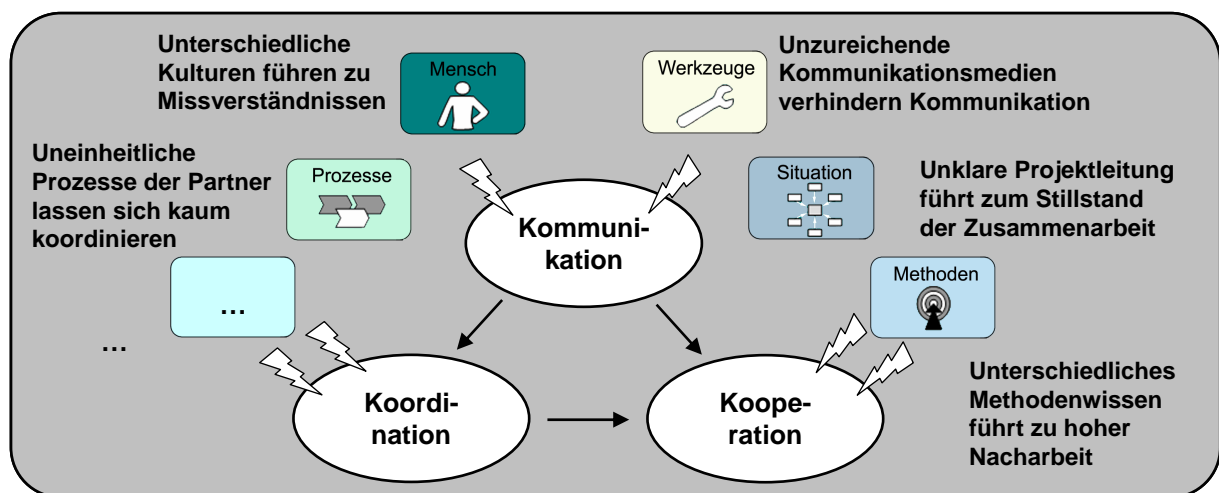 Unterschiedliche
Kulturen führen zu
Missverständnissen
Mensch
Werkzeuge
Unzureichende
Kommunikationsmedien
verhindern Kommunikation
Uneinheitliche
Prozesse der Partner
lassen sich kaum
koordinieren
Prozesse
Kommuni-
kation
Situation
Unklare Projektleitung
führt zum Stillstand
der Zusammenarbeit
...
...
Methoden
Koordi-
nation
Koope-
ration
Unterschiedliches
Methodenwissen
führt zu hoher
Nacharbeit